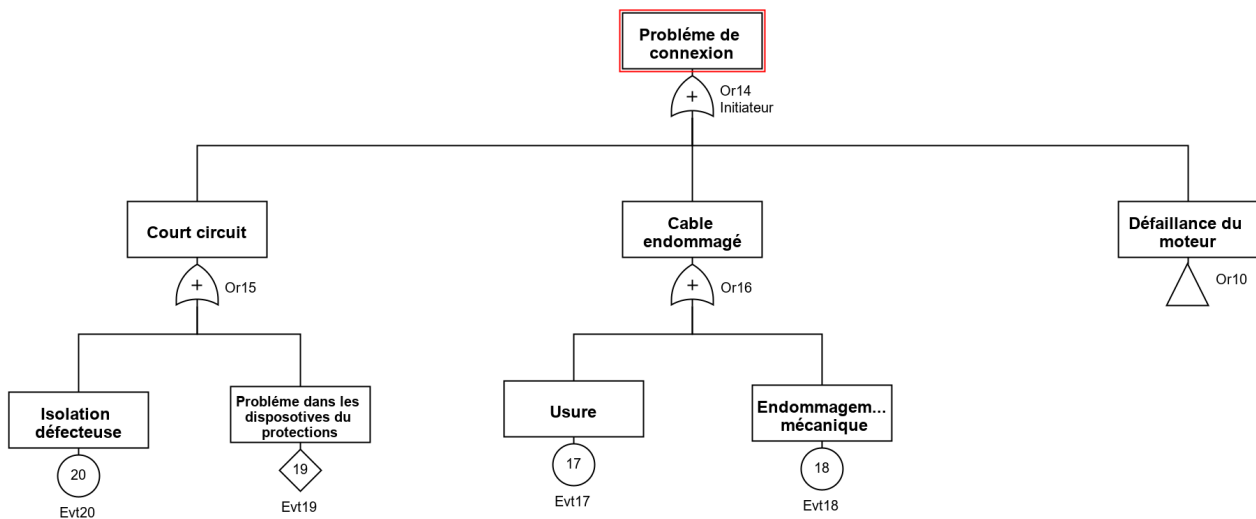 Probléme de
connexion
+
Or14
Initiateur
Court circuit
Cable
endommagé
Défaillance du
moteur
+
Or15
+
Or16
Or10
Isolation
défecteuse
Probléme dans les
disposotives du
protections
Usure
Endommagem...
mécanique
20
19
17
18
Evt20
Evt19
Evt17
Evt18